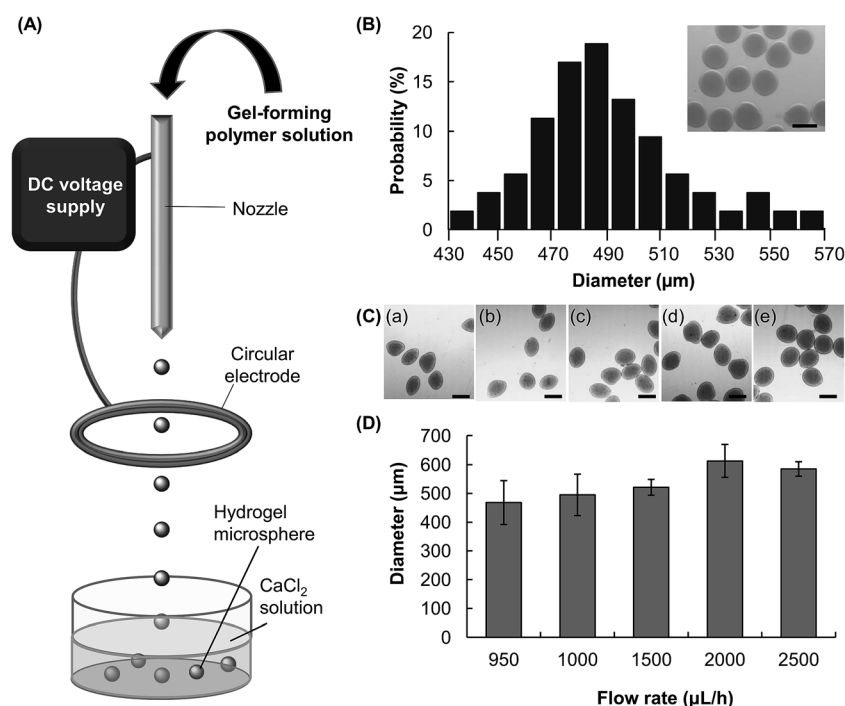 (A)
Gel-forming
polymer solution
DC voltage
supply
Nozzle
Circular
electrode
Hydrogel
microsphere
CaCl₂
solution
(B)
Probability (%)
20
15
10
5
0
430 450 470 490 510 530 550 570
Diameter (µm)
(C) (a) (b) (c) (d) (e)
(D)
Diameter (µm)
700
600
500
400
300
200
100
0
950 1000 1500 2000 2500
Flow rate (µL/h)